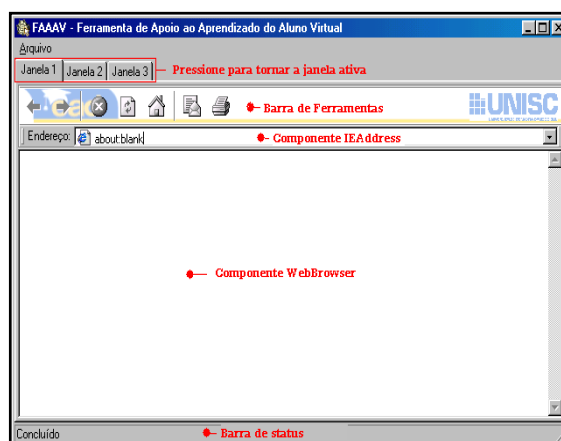 FAAAV - Ferramenta de Apoio ao Aprendizado do Aluno Virtual
Arquivo
Janela 1 Janela 2 Janela 3 Pressione para tornar a janela ativa
Barra de Ferramentas UNISC
Endereço: about:blank Componente IEAddress
Componente WebBrowser
Concluído Barra de status